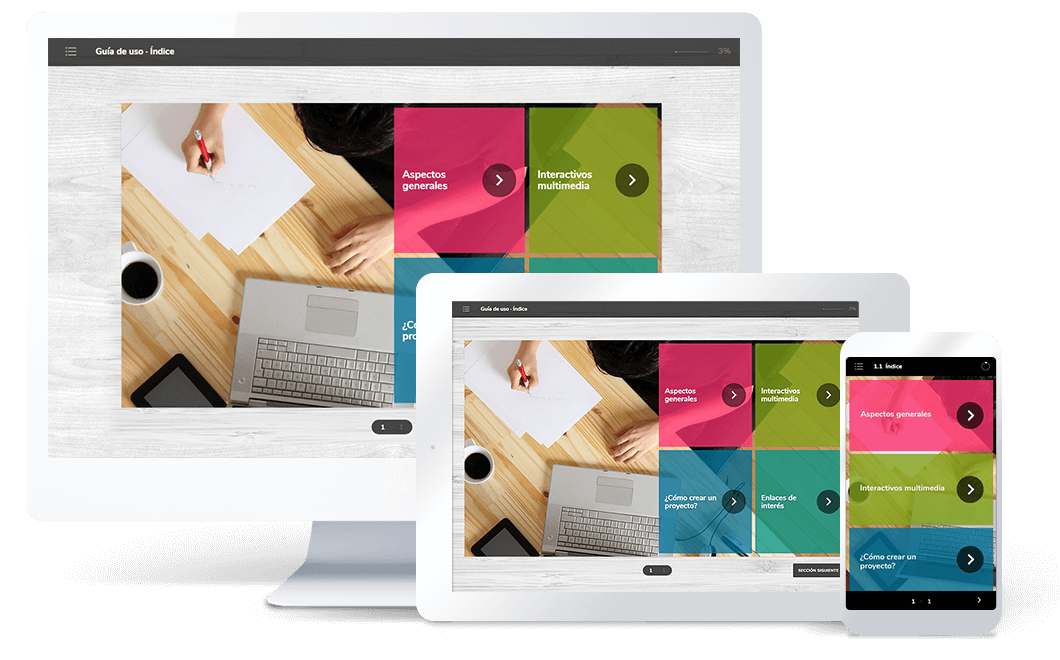 Guía de uso · Índice
3%
Aspectos
generales
Interactivos
multimedia
¿Có
pro
1 1
Guía de uso · Índice
3%
Aspectos
generales
Interactivos
multimedia
¿Cómo crear un
proyecto?
Enlaces de
interés
1 1
SECCIÓN SIGUIENTE
1.1 Índice
Aspectos generales
Interactivos multimedia
¿Cómo crear un
proyecto?
1 · 1